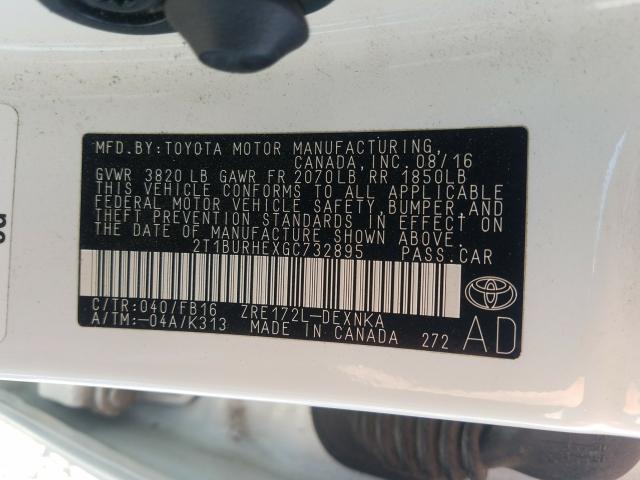 MFD. BY: TOYOTA MOTOR MANUFACTURING,
CANADA, INC. 08/16
GVWR 3820 LB GAWR FR 2070LB RR 1850LB
THIS VEHICLE CONFORMS TO ALL APPLICABLE
FEDERAL MOTOR VEHICLE SAFETY, BUMPER, AND
THEFT PREVENTION STANDARDS IN EFFECT ON
THE DATE OF MANUFACTURE SHOWN ABOVE.
2T1BURHEXGC732895 PASS. CAR
C/TR: 040/FB16 ZRE172L-DEXNKA
A/TM: -04A/K313 MADE IN CANADA 272
AD